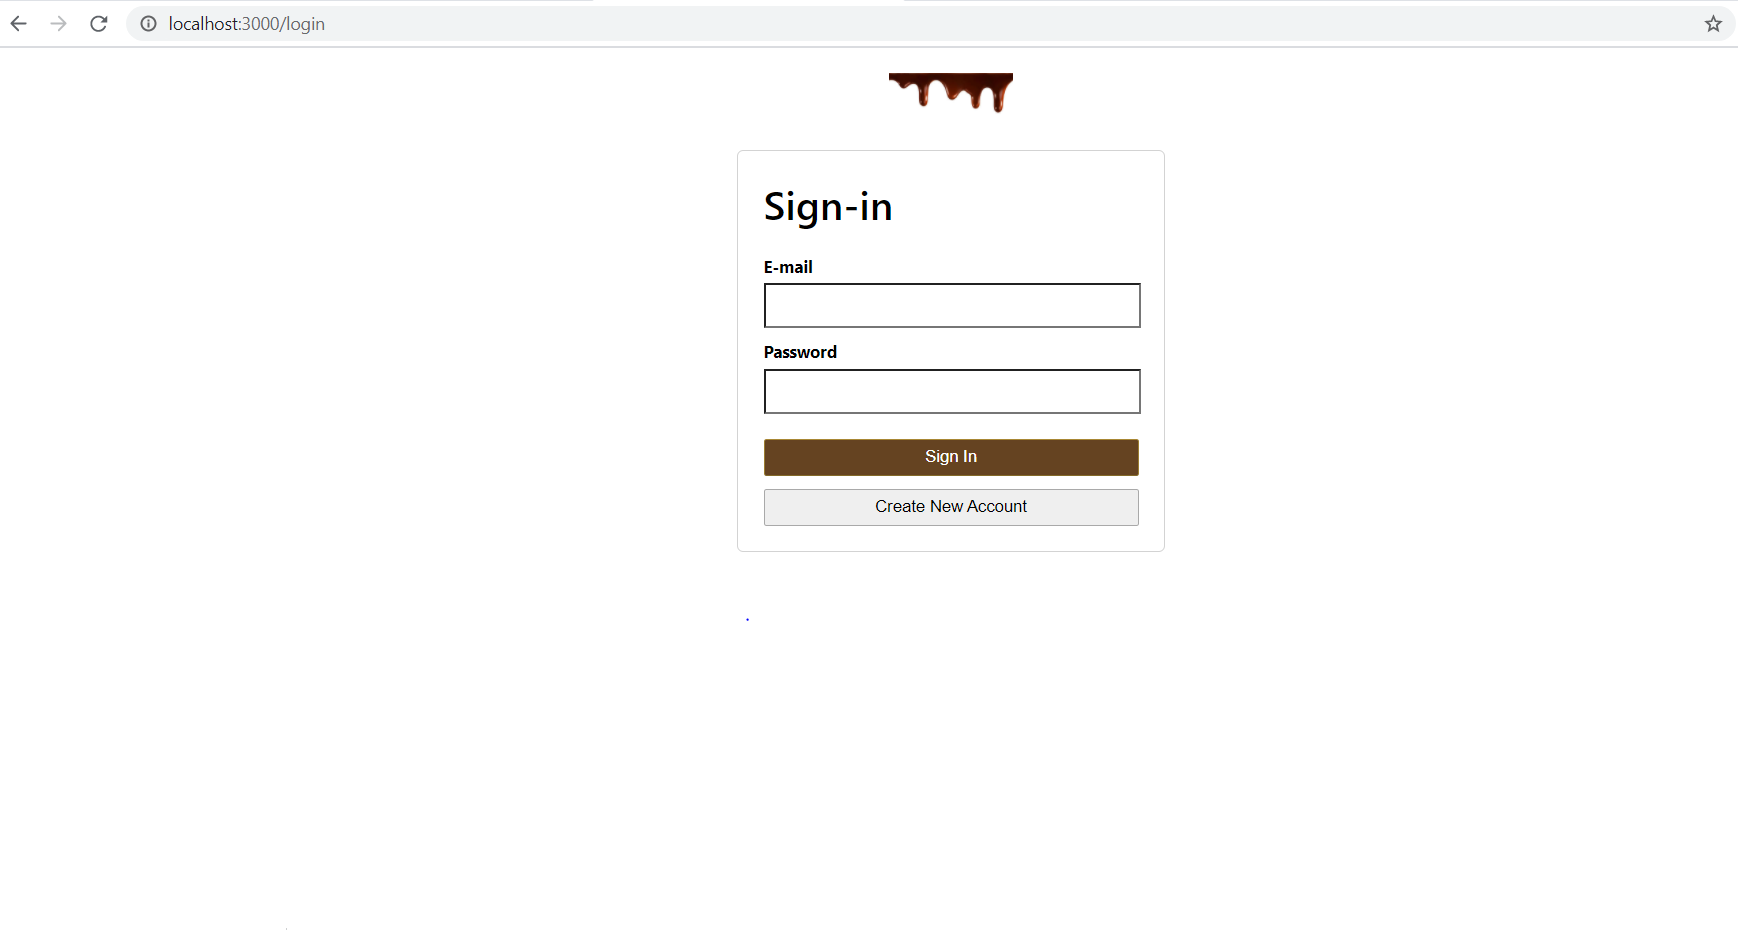 localhost:3000/login
Sign-in
E-mail
Password
Sign In
Create New Account